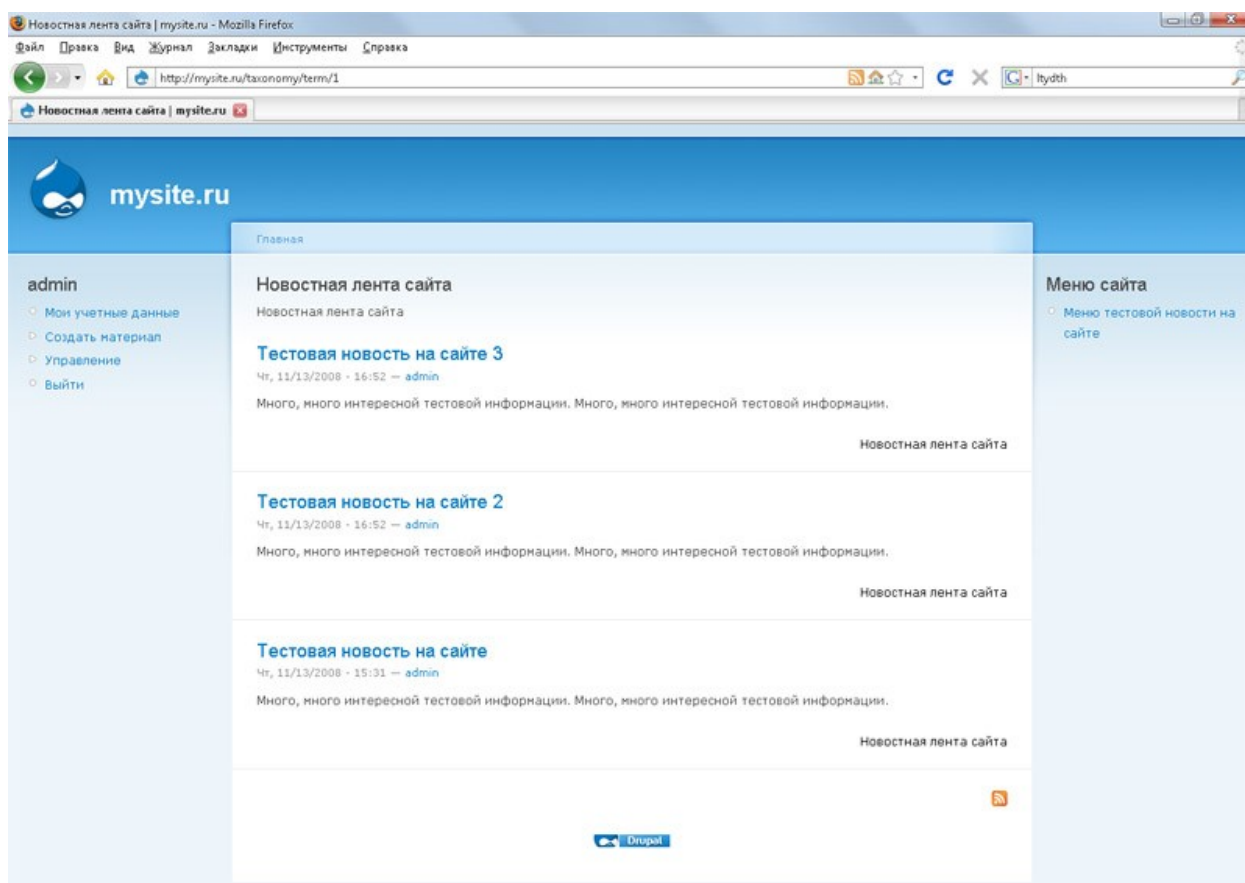 Новостная лента сайта | mysite.ru - Mozilla Firefox
Файл Правка Вид Журнал Закладки Инструменты Справка
http://mysite.ru/taxonomy/term/1
ltydth
Новостная лента сайта | mysite.ru
mysite.ru
Главная
admin
Мои учетные данные
Создать материал
Управление
Выйти
Новостная лента сайта
Новостная лента сайта
Тестовая новость на сайте 3
Чт, 11/13/2008 - 16:52 — admin
Много, много интересной тестовой информации. Много, много интересной тестовой информации.
Новостная лента сайта
Тестовая новость на сайте 2
Чт, 11/13/2008 - 16:52 — admin
Много, много интересной тестовой информации. Много, много интересной тестовой информации.
Новостная лента сайта
Тестовая новость на сайте
Чт, 11/13/2008 - 15:31 — admin
Много, много интересной тестовой информации. Много, много интересной тестовой информации.
Новостная лента сайта
Drupal
Меню сайта
Меню тестовой новости на
сайте